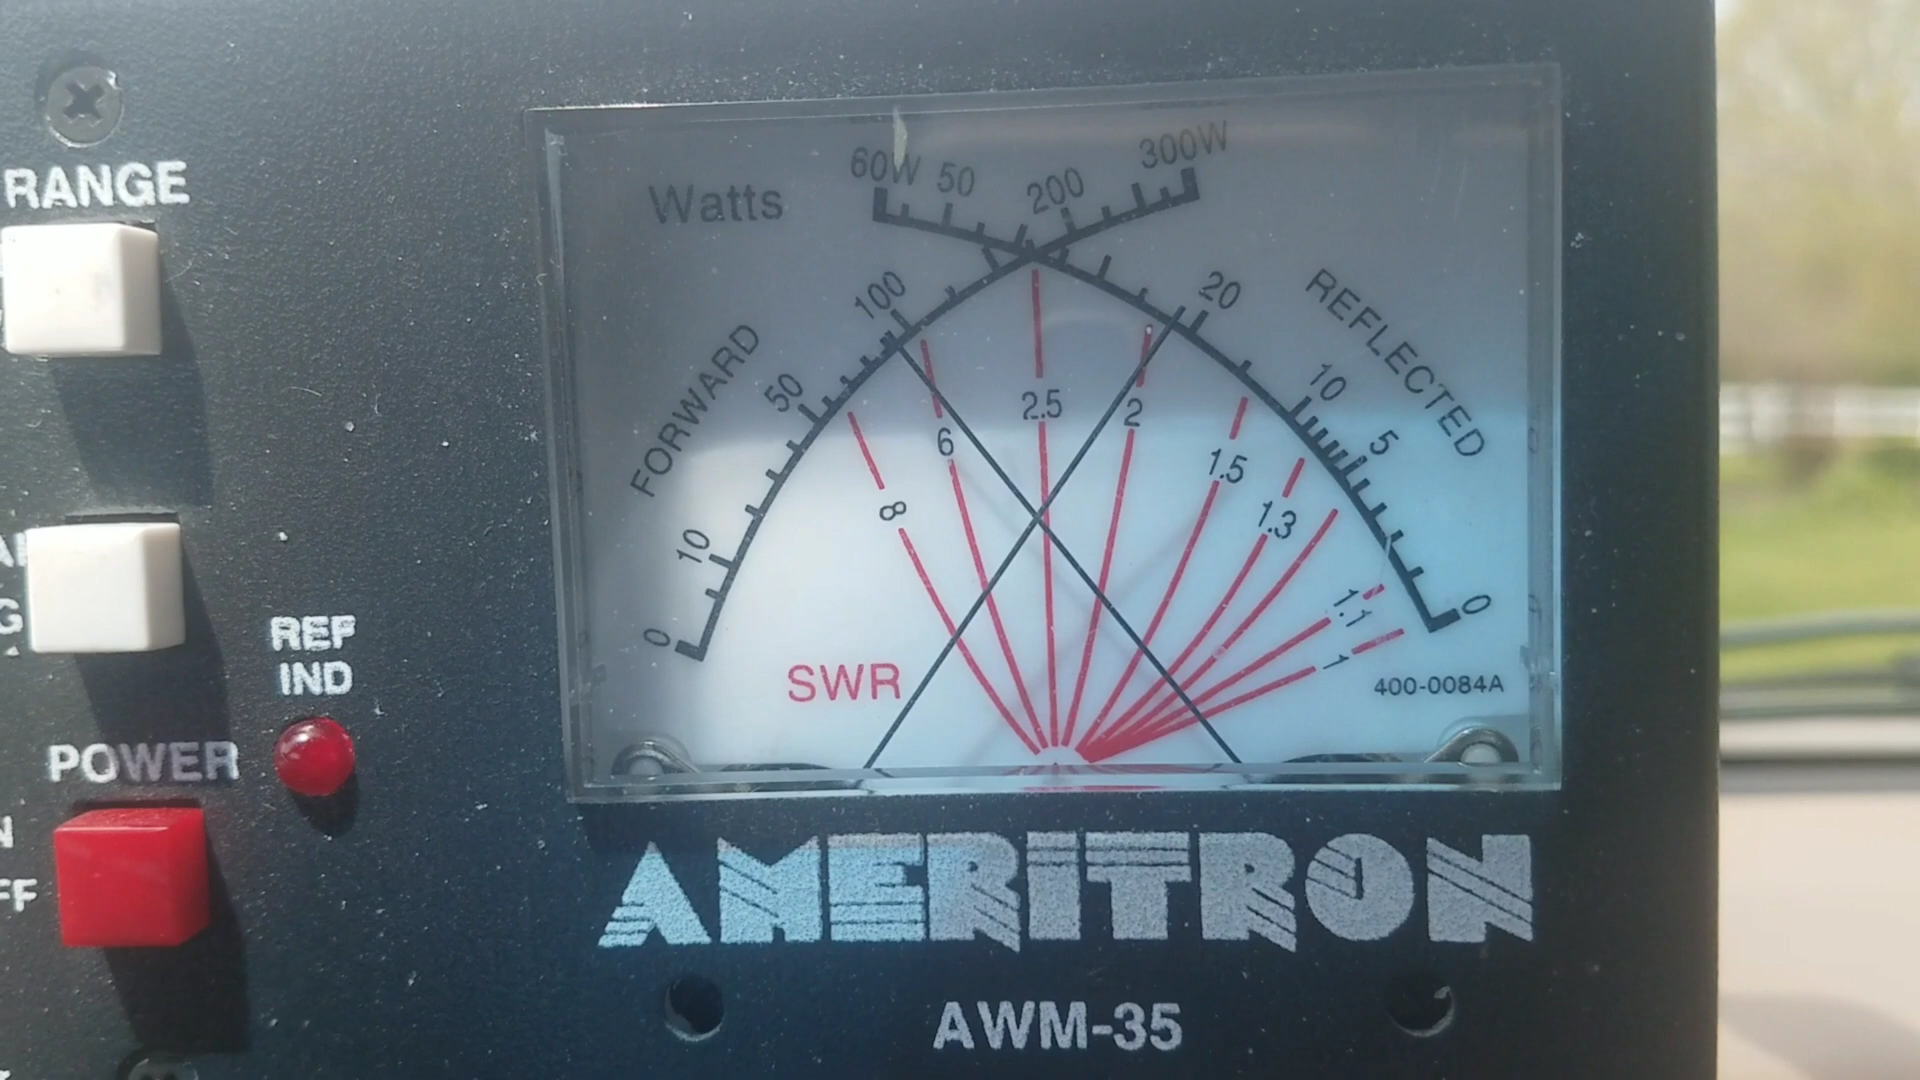 RANGE
REF
IND
POWER
Watts
60W 50 200 300W
100 20
FORWARD REFLECTED
50 10
5
10
0 0
2.5 2
6 1.5
8 1.3
1.1
1
SWR
400-0084A
AMERITRON
AWM-35